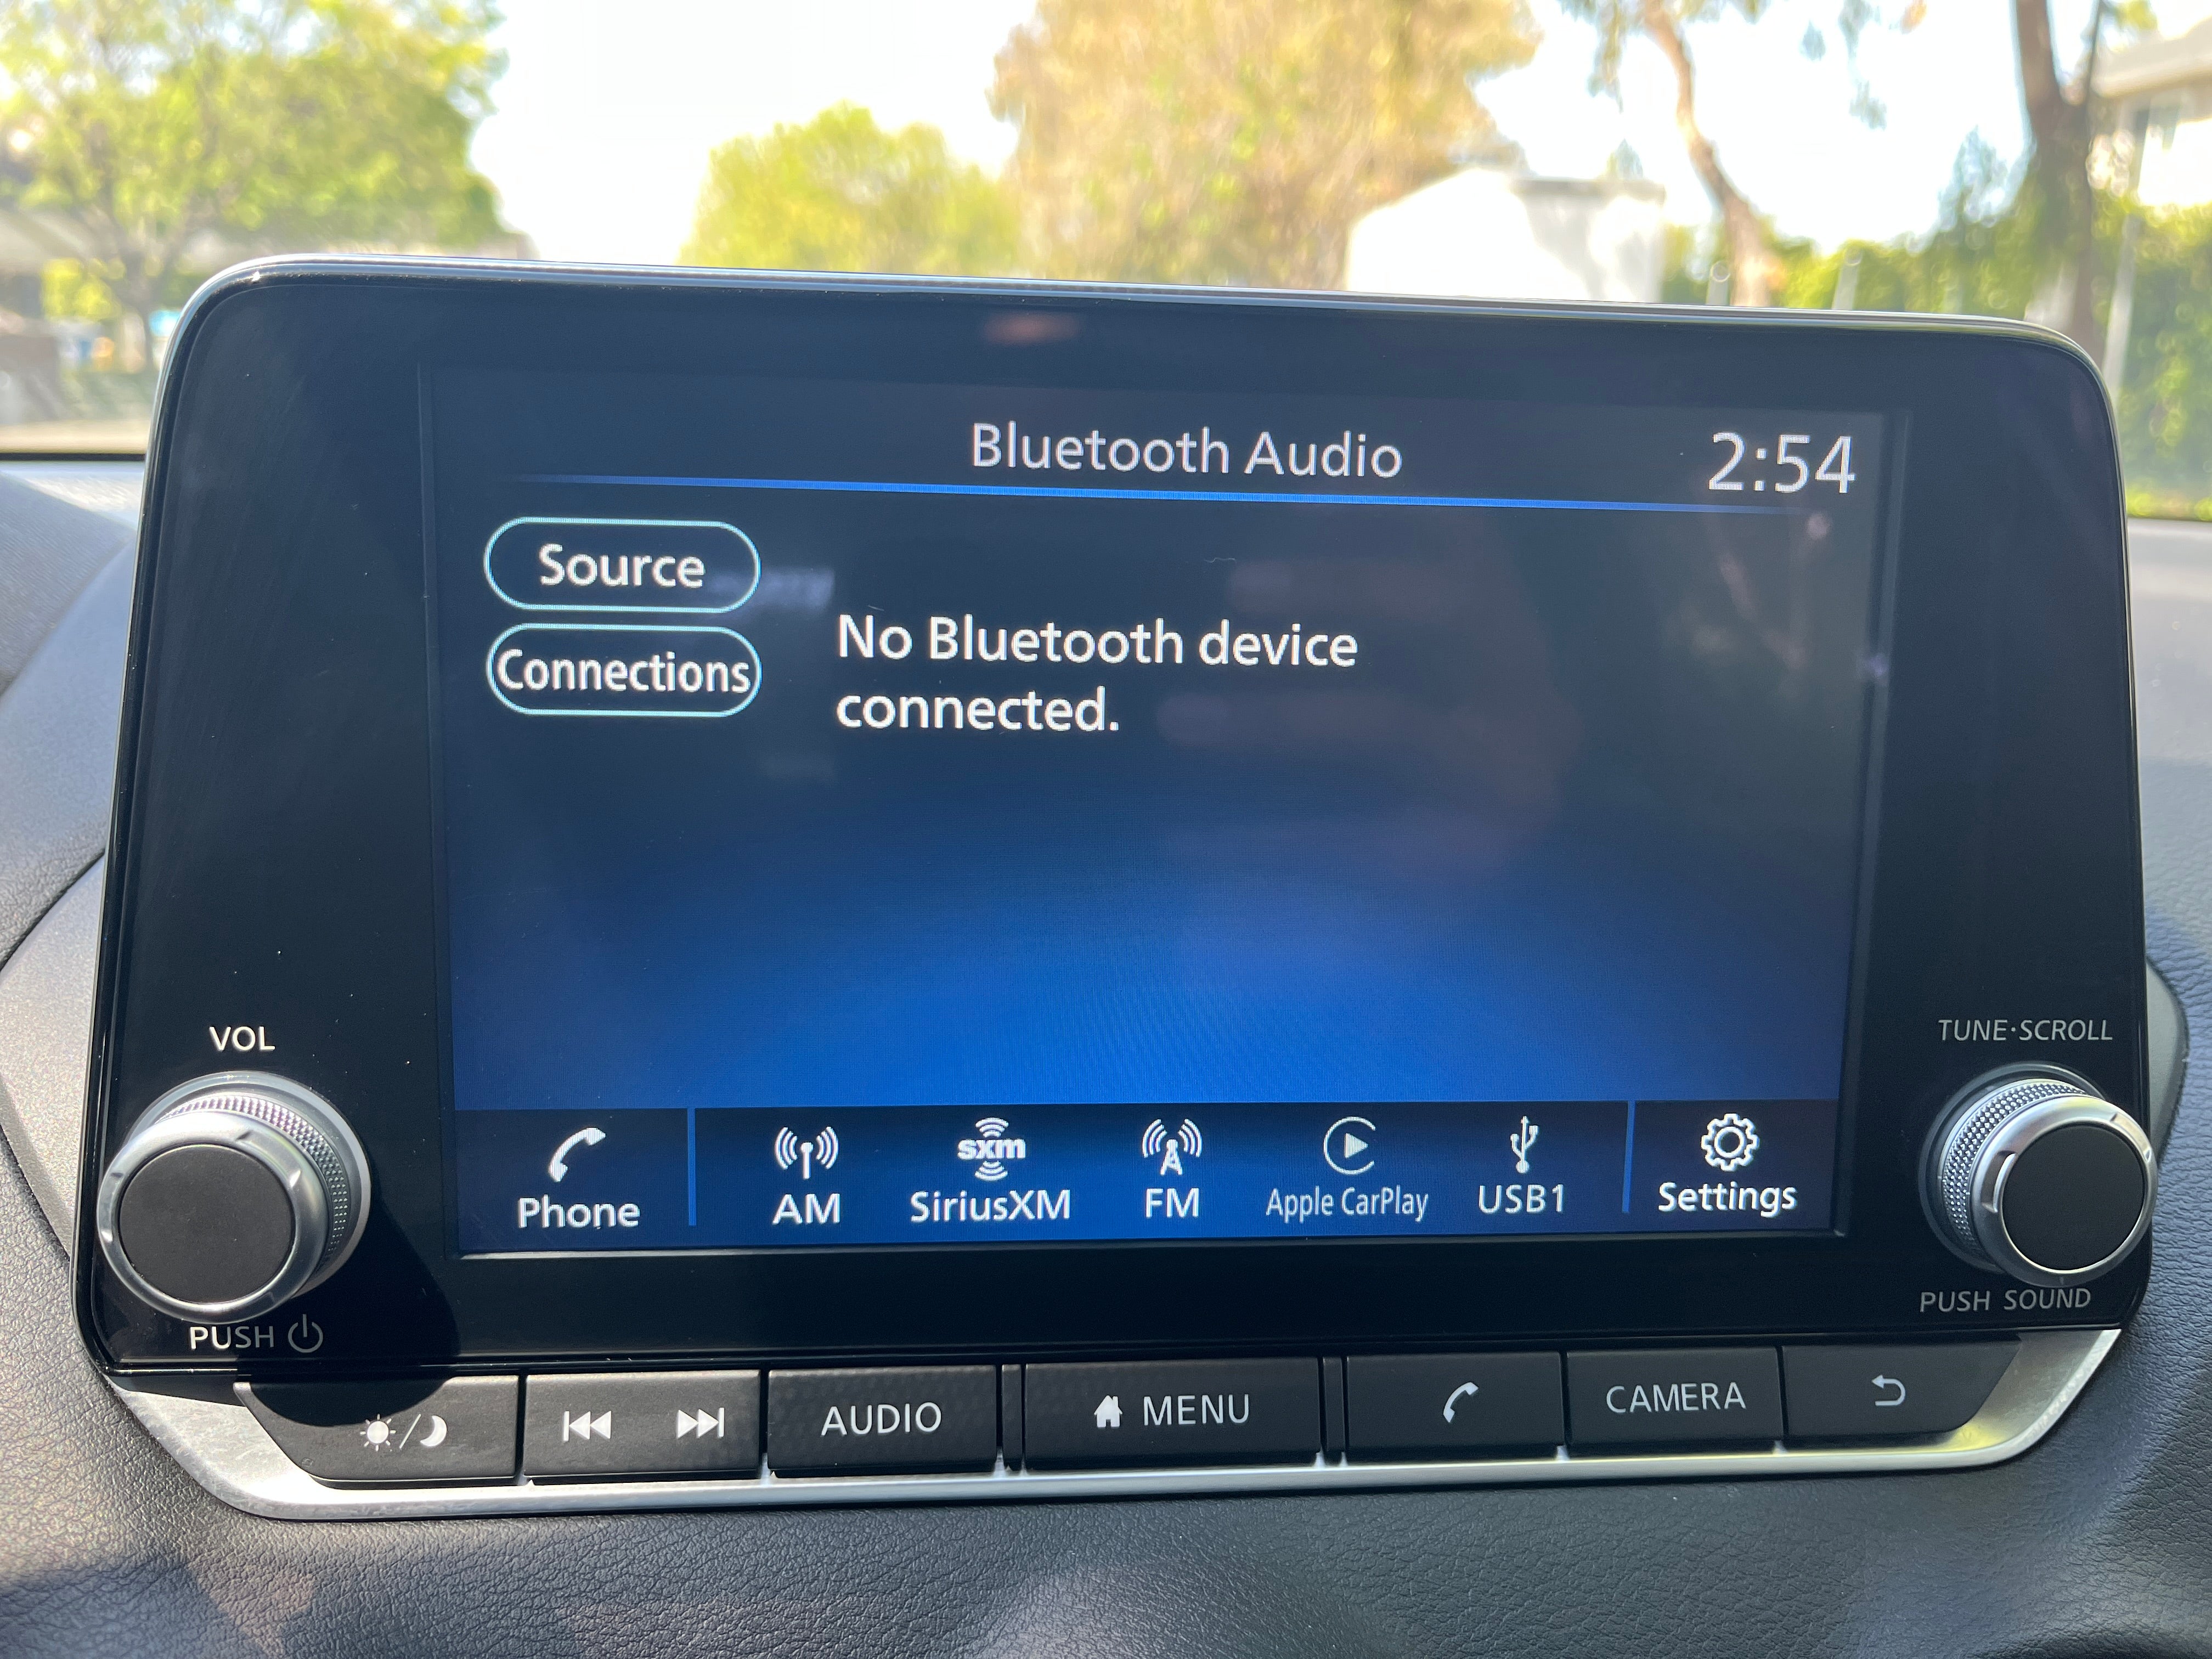 Bluetooth Audio
2:54
Source
Connections
No Bluetooth device
connected.
VOL
TUNE·SCROLL
Phone
AM
sxm
SiriusXM
FM
Apple CarPlay
USB1
Settings
PUSH
PUSH SOUND
AUDIO
MENU
CAMERA